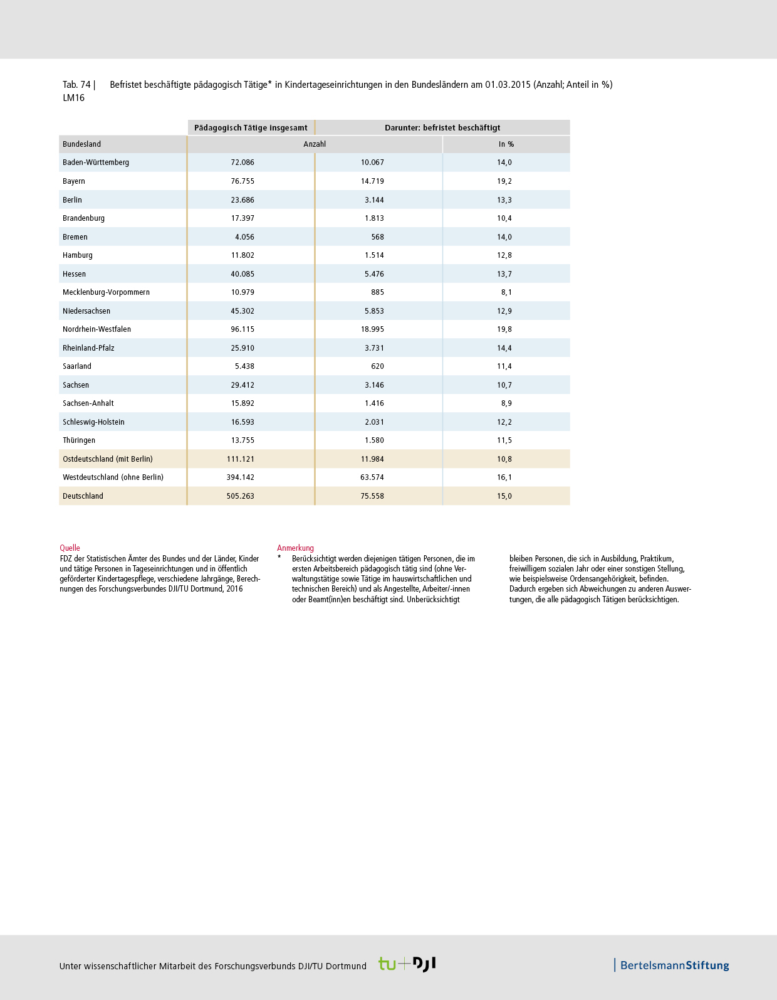 Tab. 74 | Befristet beschäftigte pädagogisch Tätige* in Kindertageseinrichtungen in den Bundesländern am 01.03.2015 (Anzahl; Anteil in %)
LM16
Pädagogisch Tätige insgesamt Darunter: befristet beschäftigt
Bundesland Anzahl In %
Baden-Württemberg 72.086 10.067 14,0
Bayern 76.755 14.719 19,2
Berlin 23.686 3.144 13,3
Brandenburg 17.397 1.813 10,4
Bremen 4.056 568 14,0
Hamburg 11.802 1.514 12,8
Hessen 40.085 5.476 13,7
Mecklenburg-Vorpommern 10.979 885 8,1
Niedersachsen 45.302 5.853 12,9
Nordrhein-Westfalen 96.115 18.995 19,8
Rheinland-Pfalz 25.910 3.731 14,4
Saarland 5.438 620 11,4
Sachsen 29.412 3.146 10,7
Sachsen-Anhalt 15.892 1.416 8,9
Schleswig-Holstein 16.593 2.031 12,2
Thüringen 13.755 1.580 11,5
Ostdeutschland (mit Berlin) 111.121 11.984 10,8
Westdeutschland (ohne Berlin) 394.142 63.574 16,1
Deutschland 505.263 75.558 15,0
Quelle
FDZ der Statistischen Ämter des Bundes und der Länder, Kinder
und tätige Personen in Tageseinrichtungen und in öffentlich
geförderter Kindertagespflege, verschiedene Jahrgänge, Berech-
nungen des Forschungsverbundes DJI/TU Dortmund, 2016
Anmerkung
* Berücksichtigt werden diejenigen tätigen Personen, die im
ersten Arbeitsbereich pädagogisch tätig sind (ohne Ver-
waltungstätige sowie Tätige im hauswirtschaftlichen und
technischen Bereich) und als Angestellte, Arbeiter/-innen
oder Beamt(inn)en beschäftigt sind. Unberücksichtigt
bleiben Personen, die sich in Ausbildung, Praktikum,
freiwilligem sozialen Jahr oder einer sonstigen Stellung,
wie beispielsweise Ordensangehörigkeit, befinden.
Dadurch ergeben sich Abweichungen zu anderen Auswer-
tungen, die alle pädagogisch Tätigen berücksichtigen.
Unter wissenschaftlicher Mitarbeit des Forschungsverbunds DJI/TU Dortmund tu+DJI | BertelsmannStiftung